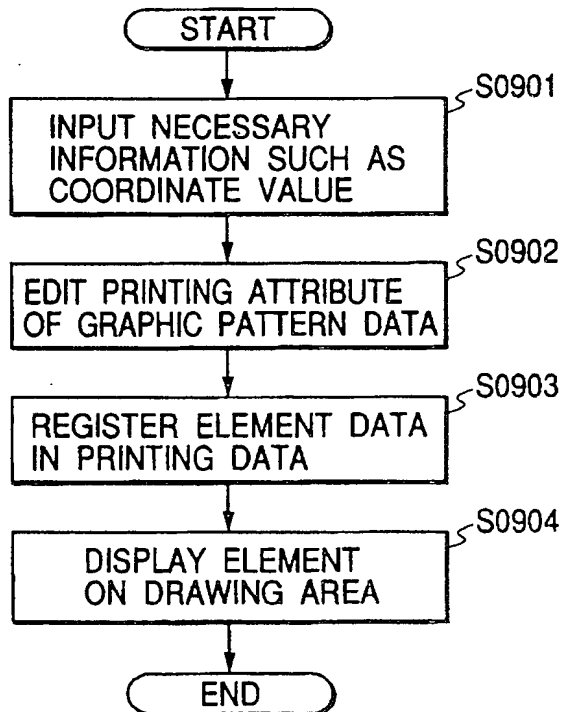 START
S0901
INPUT NECESSARY
INFORMATION SUCH AS
COORDINATE VALUE
S0902
EDIT PRINTING ATTRIBUTE
OF GRAPHIC PATTERN DATA
S0903
REGISTER ELEMENT DATA
IN PRINTING DATA
S0904
DISPLAY ELEMENT
ON DRAWING AREA
END